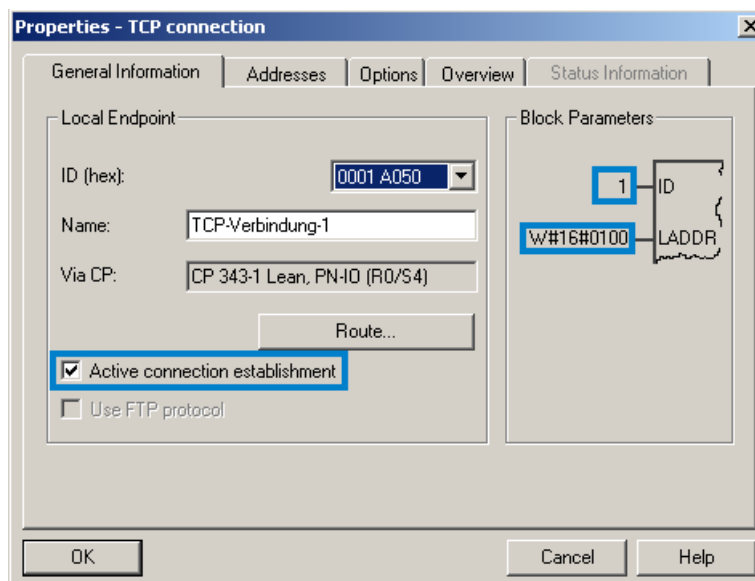 Properties - TCP connection
General Information Addresses Options Overview Status Information
Local Endpoint
ID (hex): 0001 A050
Name: TCP-Verbindung-1
Via CP: CP 343-1 Lean, PN-IO (R0/S4)
Route...
Active connection establishment
Use FTP protocol
Block Parameters
1 ID
W#16#0100 LADDR
OK Cancel Help